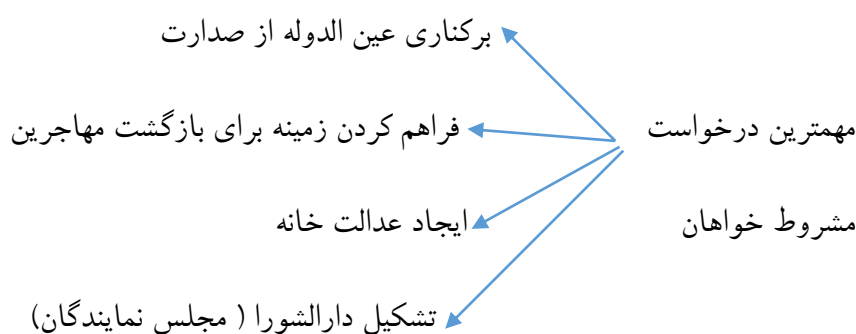 برکناری عین الدوله از صدارت
مهمترین درخواست
فراهم کردن زمینه برای بازگشت مهاجرین
مشروط خواهان
ایجاد عدالت خانه
تشکیل دارالشورا ( مجلس نمایندگان)